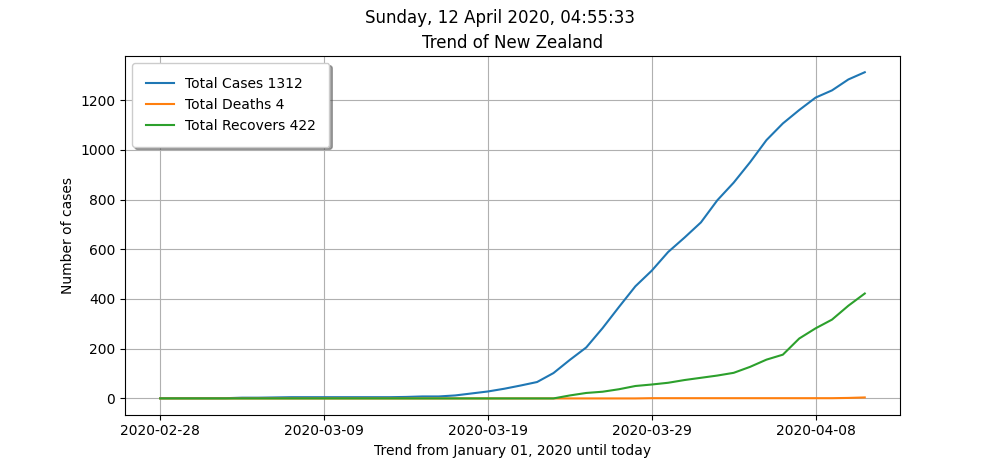 Sunday, 12 April 2020, 04:55:33
Trend of New Zealand
Total Cases 1312
Total Deaths 4
Total Recovers 422
Number of cases
1200
1000
800
600
400
200
0
2020-02-28 2020-03-09 2020-03-19 2020-03-29 2020-04-08
Trend from January 01, 2020 until today